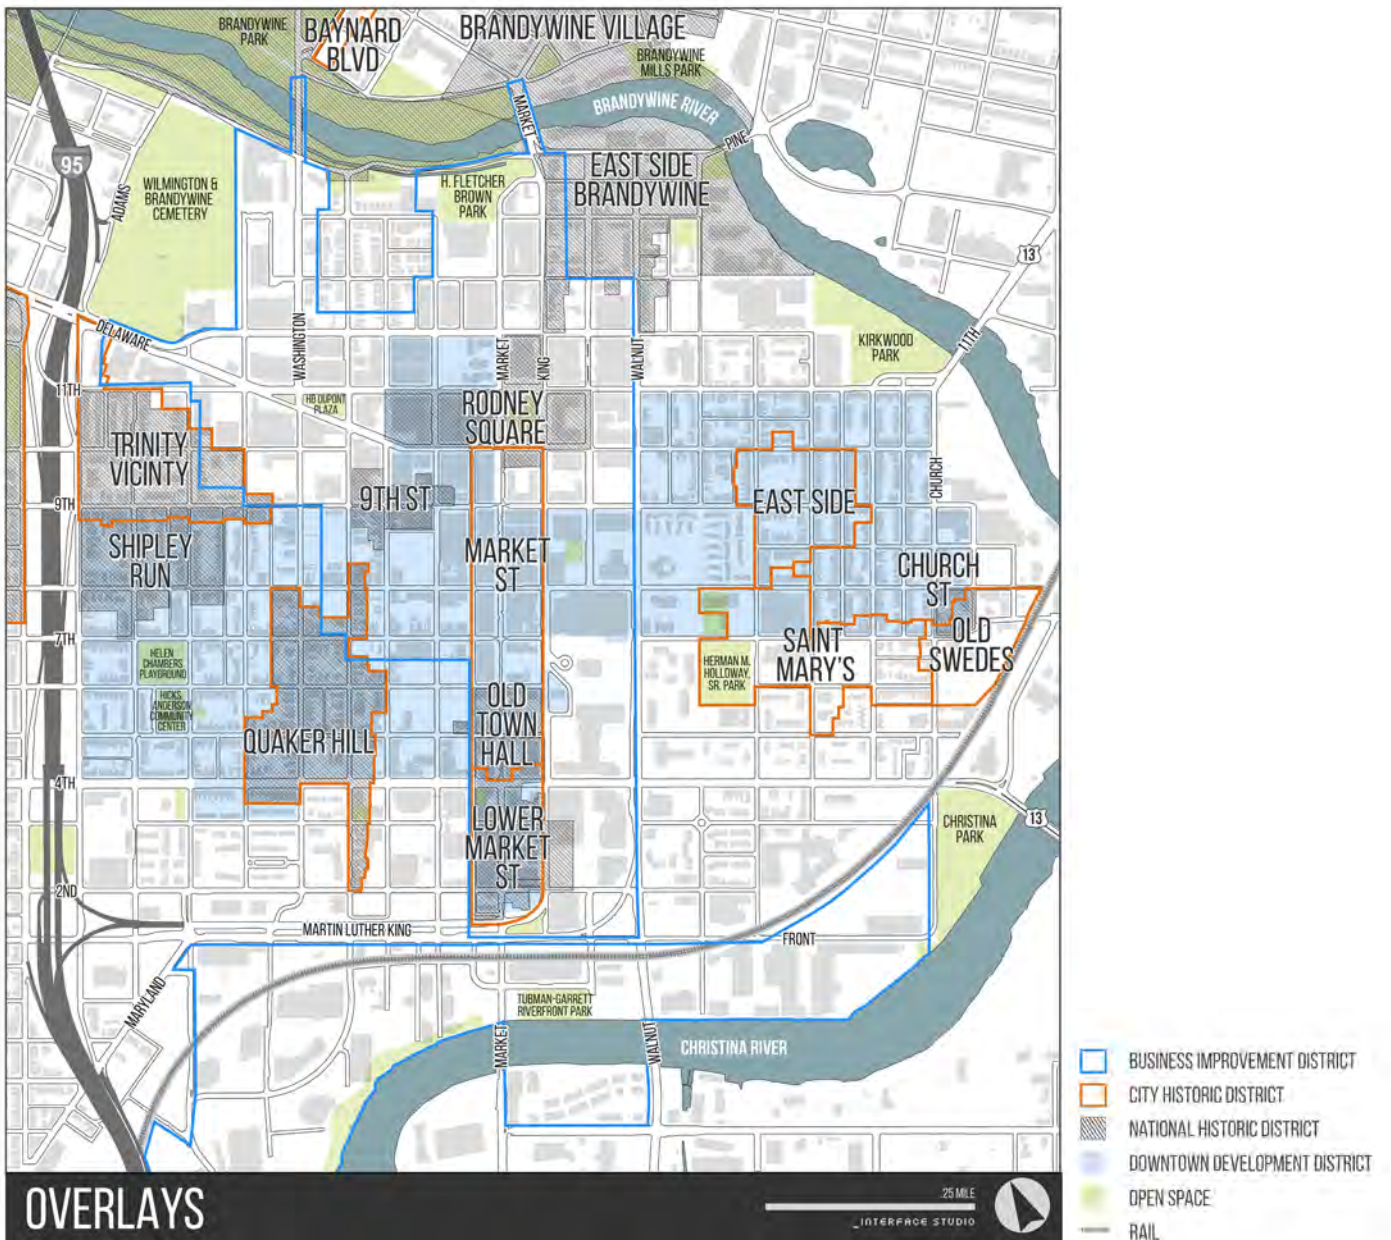 BRANDYWINE
PARK
BAYNARD
BLVD
BRANDYWINE VILLAGE
BRANDYWINE
MILLS PARK
BRANDYWINE RIVER
MARKET
PINE
95
ADAMS
WILMINGTON &
BRANDYWINE
CEMETERY
H. FLETCHER
BROWN
PARK
EAST SIDE
BRANDYWINE
13
DELAWARE
WASHINGTON
MARKET
KING
WALNUT
KIRKWOOD
PARK
11TH
11TH
HB DUPONT
PLAZA
RODNEY
SQUARE
TRINITY
VICINTY
9TH ST
EAST SIDE
CHURCH
9TH
SHIPLEY
RUN
MARKET
ST
CHURCH
ST
7TH
HELEN
CHAMBERS
PLAYGROUND
SAINT
MARY'S
OLD
SWEDES
HERMAN M.
HOLLOWAY,
SR. PARK
HICKS
ANDERSON
COMMUNITY
CENTER
OLD
TOWN
HALL
QUAKER HILL
4TH
LOWER
MARKET
ST
CHRISTINA
PARK
13
2ND
MARTIN LUTHER KING
FRONT
MARYLAND
TUBMAN-GARRETT
RIVERFRONT PARK
MARKET
WALNUT
CHRISTINA RIVER
BUSINESS IMPROVEMENT DISTRICT
CITY HISTORIC DISTRICT
NATIONAL HISTORIC DISTRICT
DOWNTOWN DEVELOPMENT DISTRICT
OPEN SPACE
RAIL
OVERLAYS
.25 MILE
_INTERFACE STUDIO